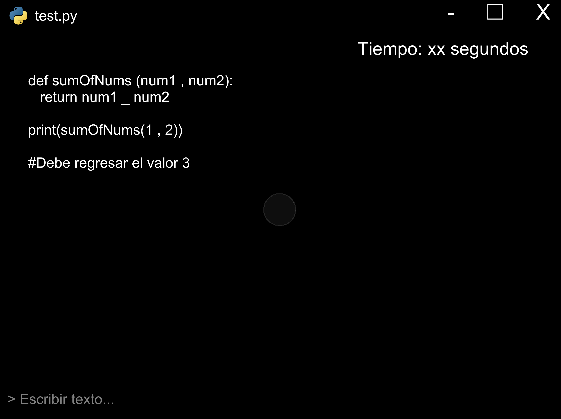 test.py
- □ X
Tiempo: xx segundos
def sumOfNums (num1 , num2):
return num1 _ num2
print(sumOfNums(1 , 2))
#Debe regresar el valor 3
> Escribir texto...